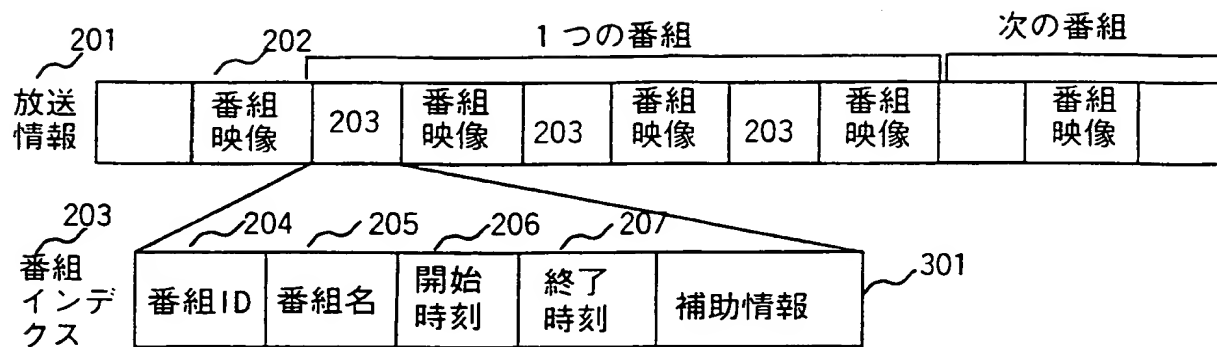 201
202
1つの番組
次の番組
放送
情報
番組
映像
203
番組
映像
203
番組
映像
203
番組
映像
番組
映像
203
204
205
206
207
301
番組
インデ
クス
番組ID
番組名
開始
時刻
終了
時刻
補助情報